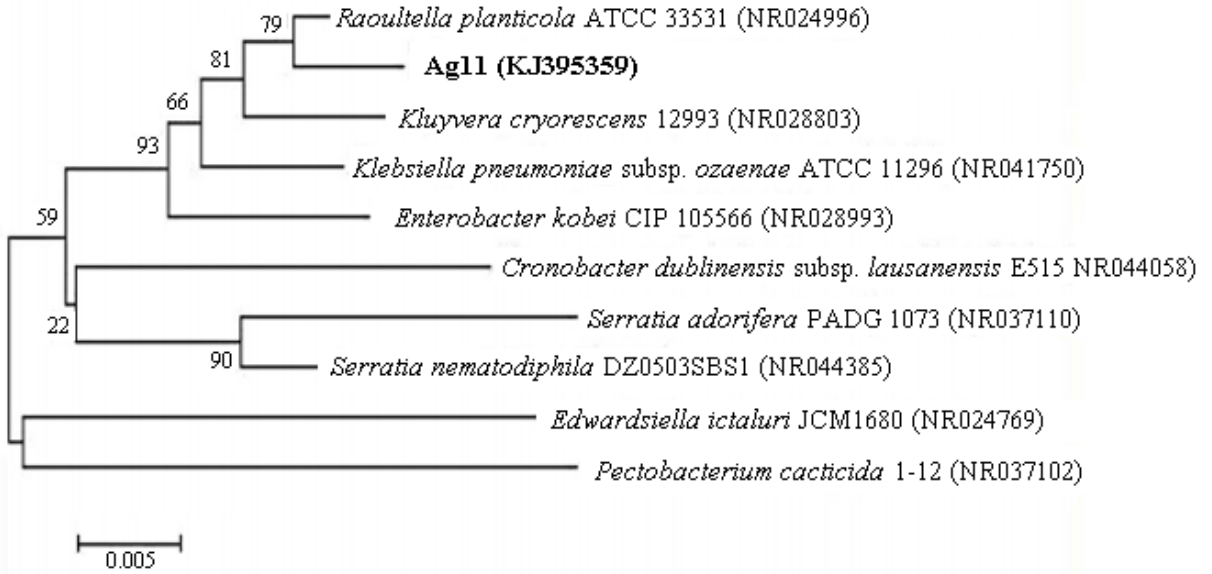 79
Raoultella planticola ATCC 33531 (NR024996)
Ag11 (KJ395359)
81
Kluyvera cryorescens 12993 (NR028803)
66
Klebsiella pneumoniae subsp. ozaenae ATCC 11296 (NR041750)
93
Enterobacter kobei CIP 105566 (NR028993)
59
Cronobacter dublinensis subsp. lausanensis E515 NR044058)
22
Serratia adorifera PADG 1073 (NR037110)
90
Serratia nematodiphila DZ0503SBS1 (NR044385)
Edwardsiella ictaluri JCM1680 (NR024769)
Pectobacterium cacticida 1-12 (NR037102)
0.005